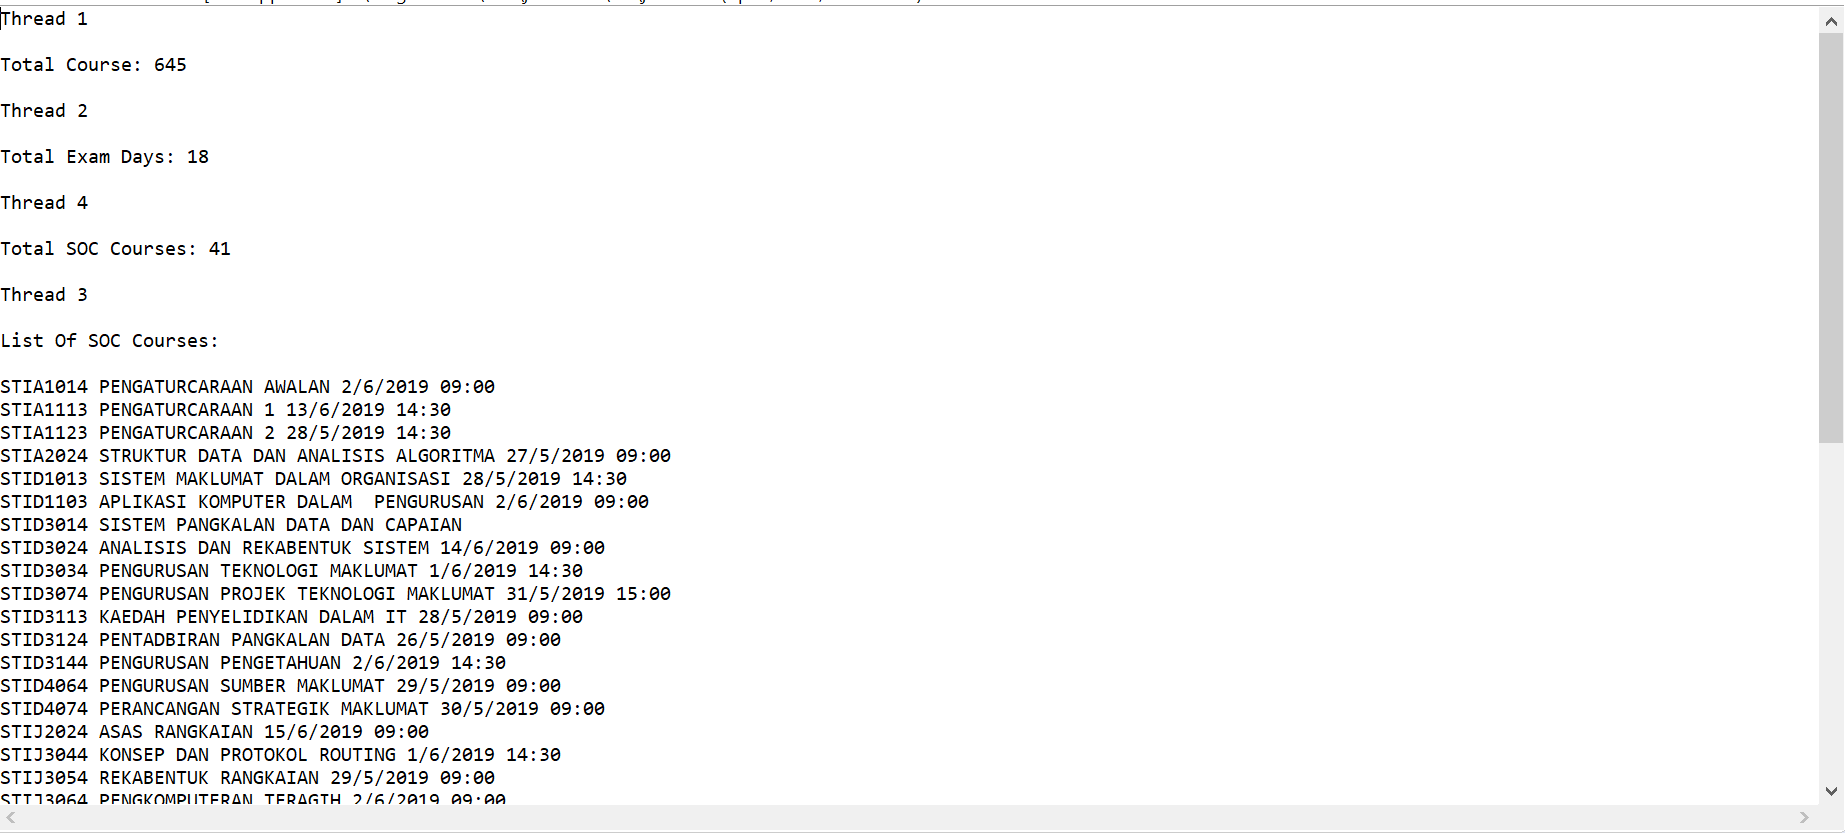 Thread 1
Total Course: 645
Thread 2
Total Exam Days: 18
Thread 4
Total SOC Courses: 41
Thread 3
List Of SOC Courses:
STIA1014 PENGATURCARAAN AWALAN 2/6/2019 09:00
STIA1113 PENGATURCARAAN 1 13/6/2019 14:30
STIA1123 PENGATURCARAAN 2 28/5/2019 14:30
STIA2024 STRUKTUR DATA DAN ANALISIS ALGORITMA 27/5/2019 09:00
STID1013 SISTEM MAKLUMAT DALAM ORGANISASI 28/5/2019 14:30
STID1103 APLIKASI KOMPUTER DALAM  PENGURUSAN 2/6/2019 09:00
STID3014 SISTEM PANGKALAN DATA DAN CAPAIAN
STID3024 ANALISIS DAN REKABENTUK SISTEM 14/6/2019 09:00
STID3034 PENGURUSAN TEKNOLOGI MAKLUMAT 1/6/2019 14:30
STID3074 PENGURUSAN PROJEK TEKNOLOGI MAKLUMAT 31/5/2019 15:00
STID3113 KAEDAH PENYELIDIKAN DALAM IT 28/5/2019 09:00
STID3124 PENTADBIRAN PANGKALAN DATA 26/5/2019 09:00
STID3144 PENGURUSAN PENGETAHUAN 2/6/2019 14:30
STID4064 PENGURUSAN SUMBER MAKLUMAT 29/5/2019 09:00
STID4074 PERANCANGAN STRATEGIK MAKLUMAT 30/5/2019 09:00
STIJ2024 ASAS RANGKAIAN 15/6/2019 09:00
STIJ3044 KONSEP DAN PROTOKOL ROUTING 1/6/2019 14:30
STIJ3054 REKABENTUK RANGKAIAN 29/5/2019 09:00
STIJ3064 PENGKOMPUTERAN TERAGIH 2/6/2019 09:00